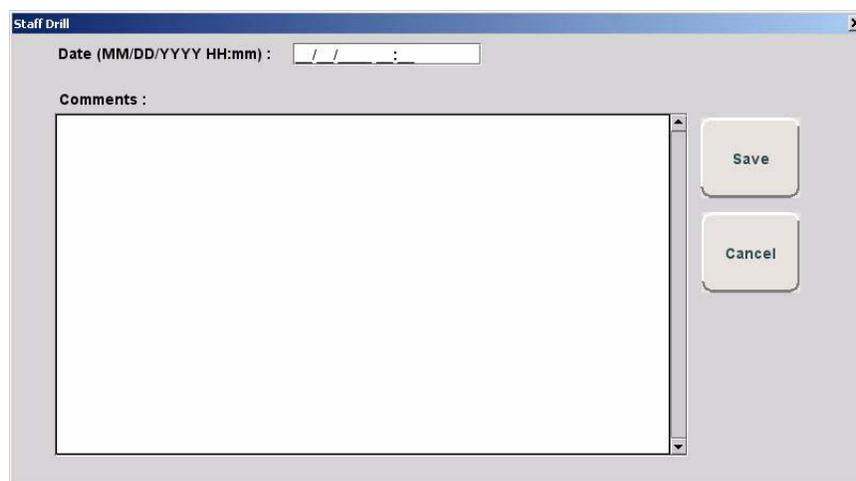 Staff Drill
Date (MM/DD/YYYY HH:mm) : __/__/____ __:__
Comments :
Save
Cancel